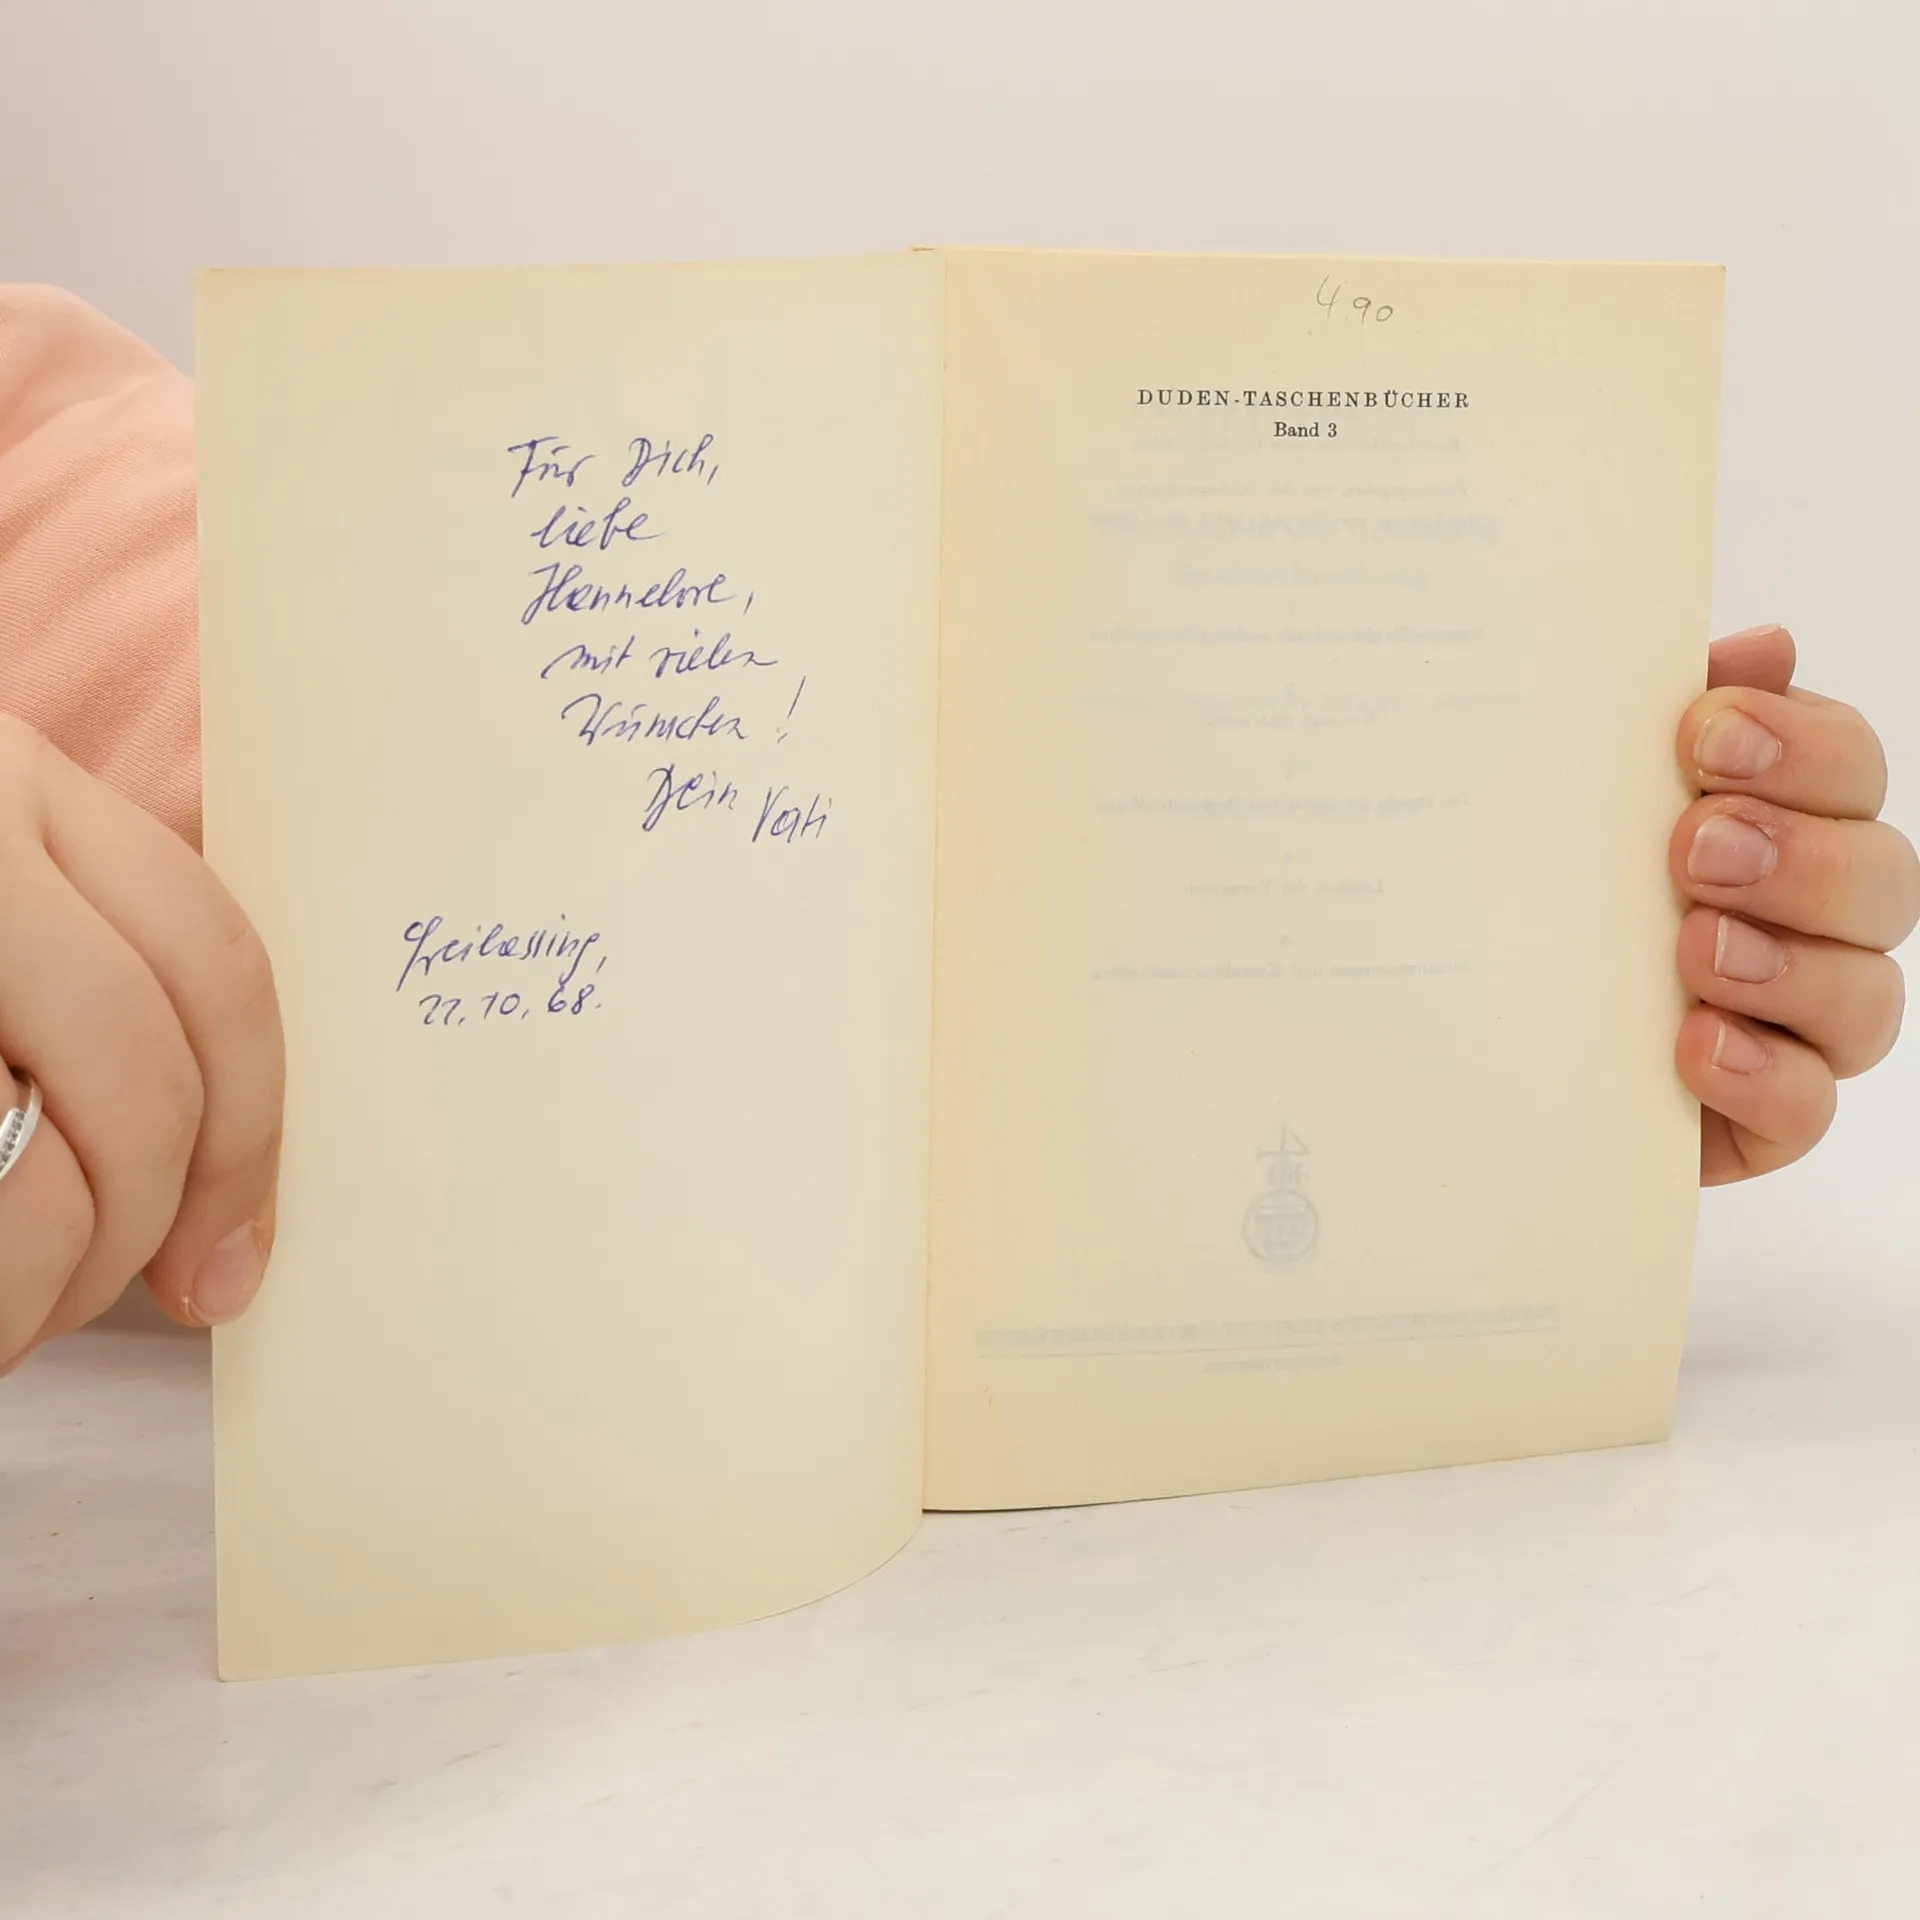 Für Dich,
liebe
Hannelore,
mit vielen
Wünschen!
Dein Vati
Freilassing,
22.10.68.
4.90
DUDEN-TASCHENBÜCHER
Band 3